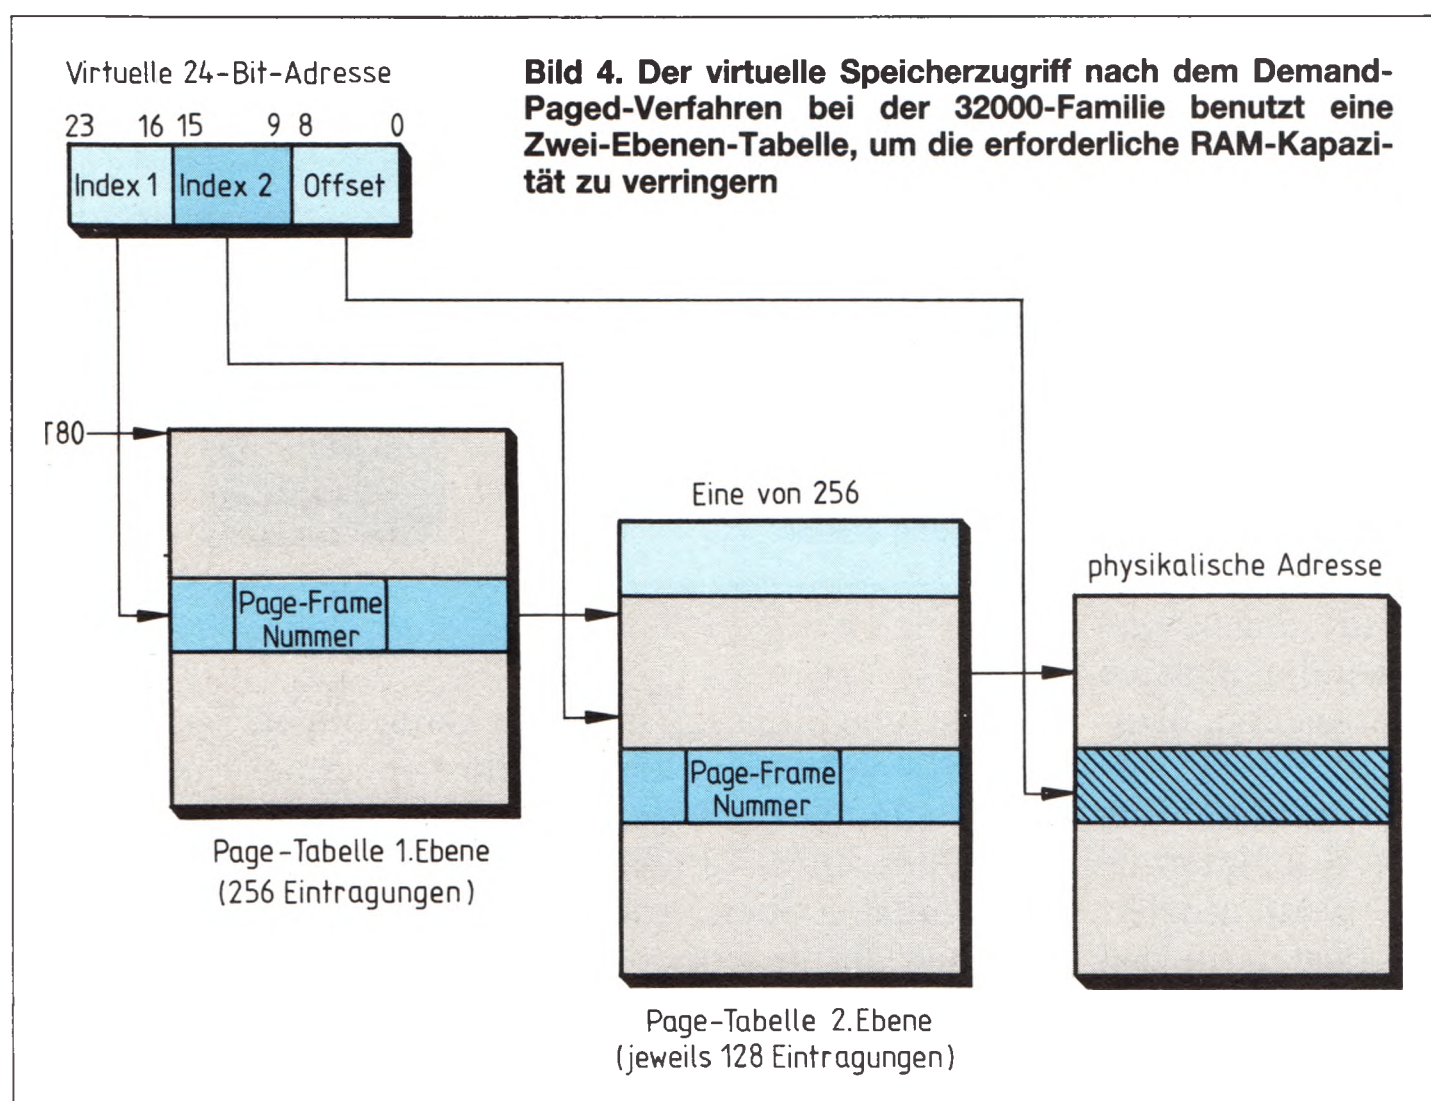 Virtuelle 24-Bit-Adresse
23 16 15 9 8 0
Index 1 Index 2 Offset
Bild 4. Der virtuelle Speicherzugriff nach dem Demand-
Paged-Verfahren bei der 32000-Familie benutzt eine
Zwei-Ebenen-Tabelle, um die erforderliche RAM-Kapazi-
tät zu verringern
Eine von 256
physikalische Adresse
Page-Frame
Nummer
Page-Frame
Nummer
Page-Tabelle 1.Ebene
(256 Eintragungen)
Page-Tabelle 2.Ebene
(jeweils 128 Eintragungen)